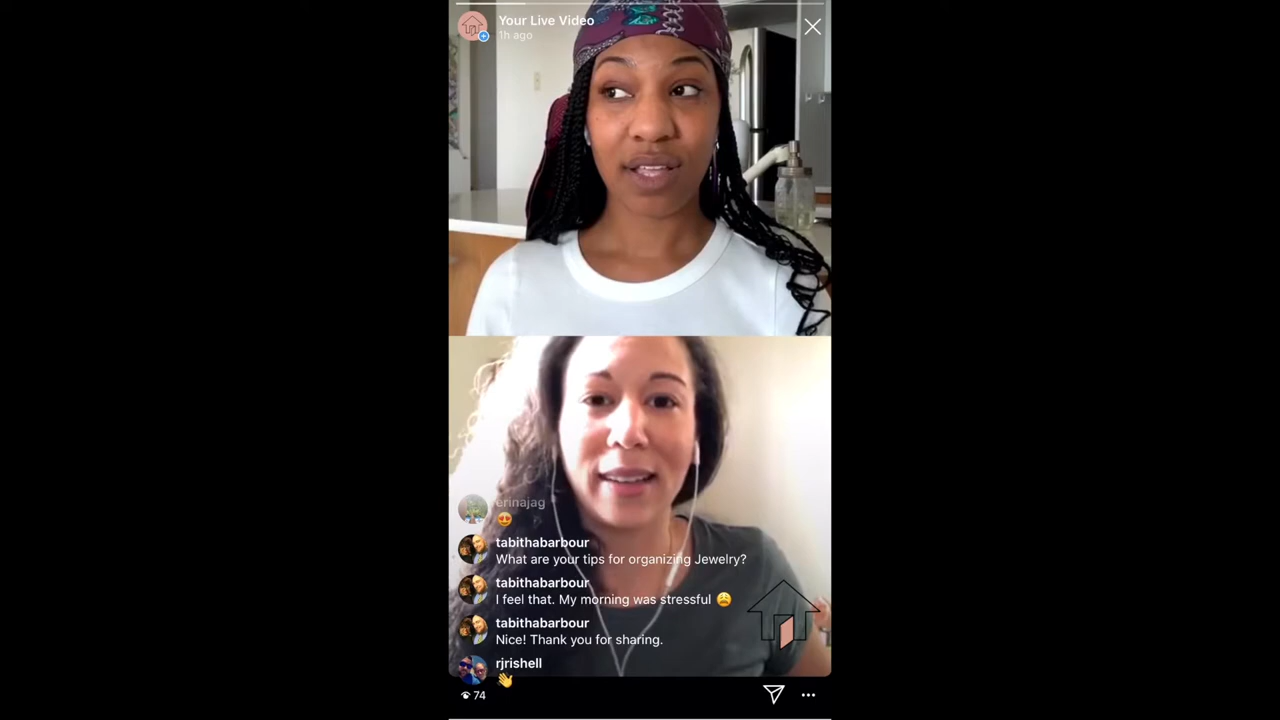 Your Live Video
1h ago
erinajag
😍
tabithabarbour
What are your tips for organizing Jewelry?
tabithabarbour
I feel that. My morning was stressful 😩
tabithabarbour
Nice! Thank you for sharing.
rjrishell
👋
74